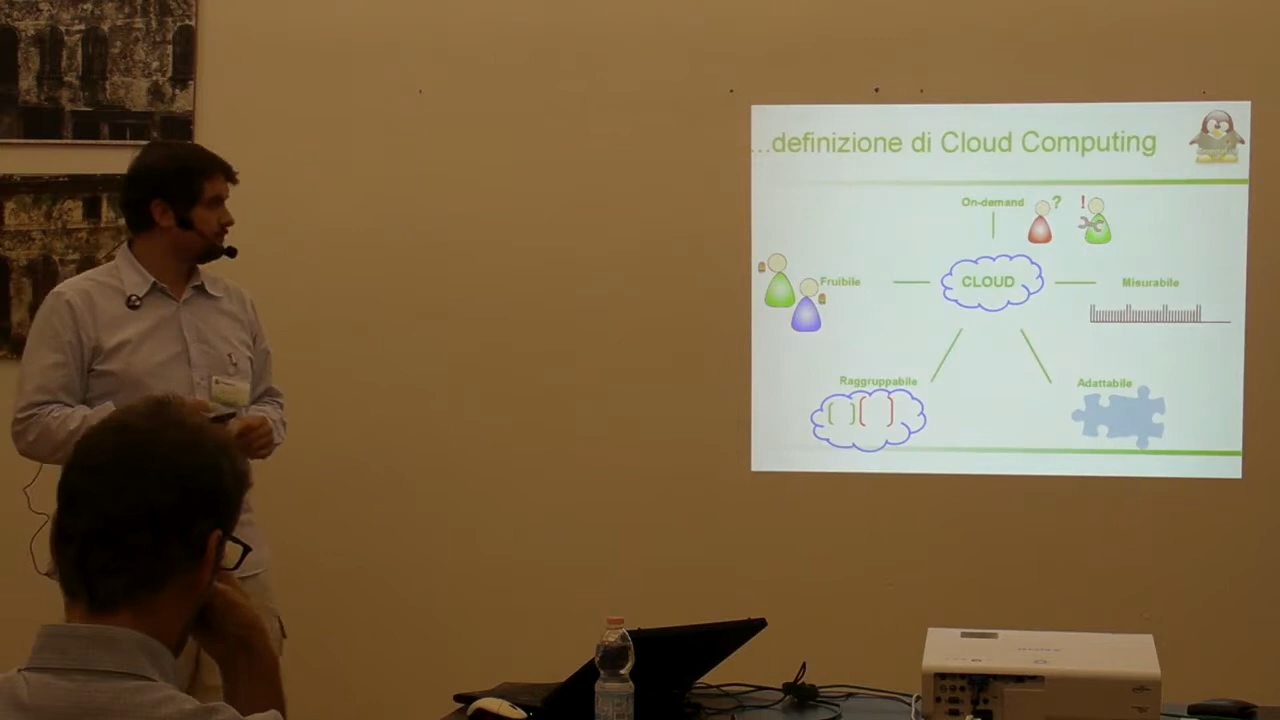 ...definizione di Cloud Computing
On-demand
?
!
Fruibile
CLOUD
Misurabile
Raggruppabile
Adattabile